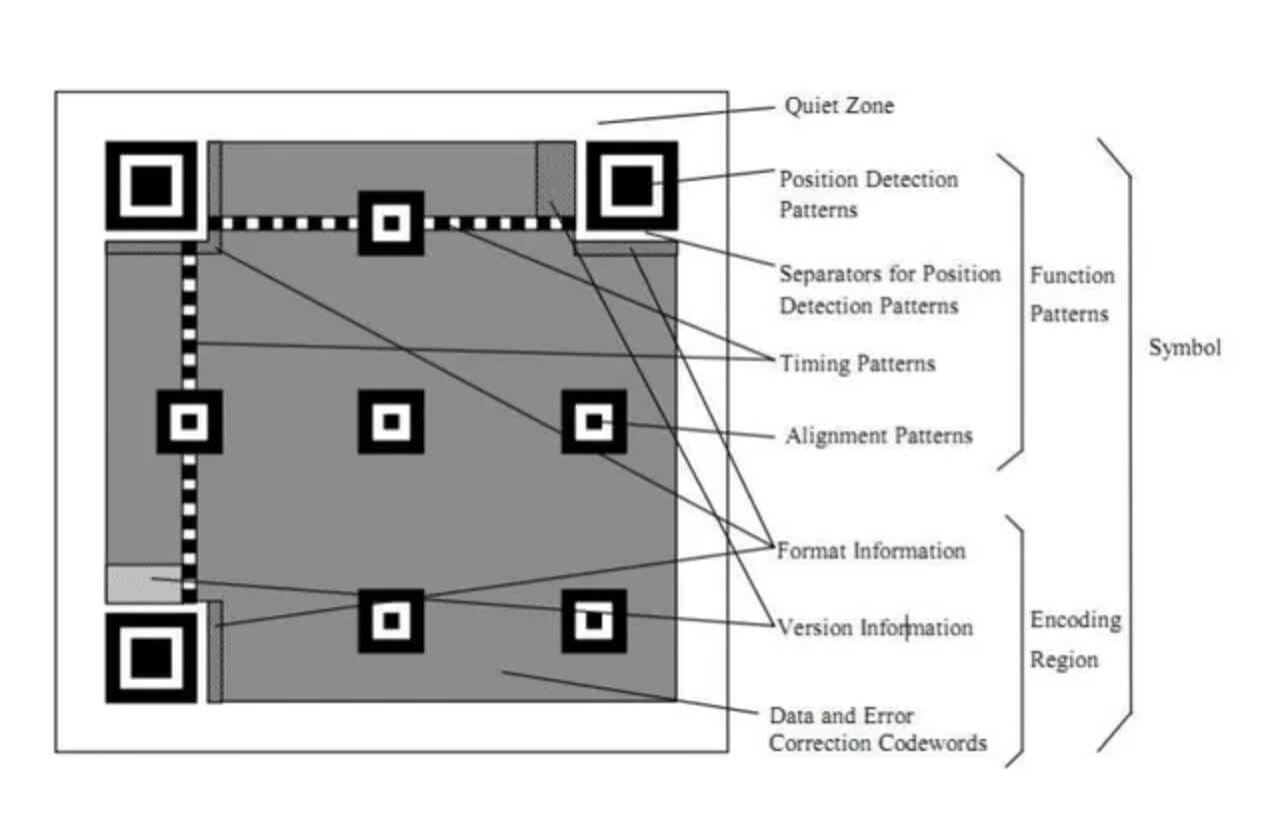 Quiet Zone
Position Detection
Patterns
Separators for Position
Detection Patterns
Timing Patterns
Alignment Patterns
Format Information
Version Information
Data and Error
Correction Codewords
Function
Patterns
Encoding
Region
Symbol